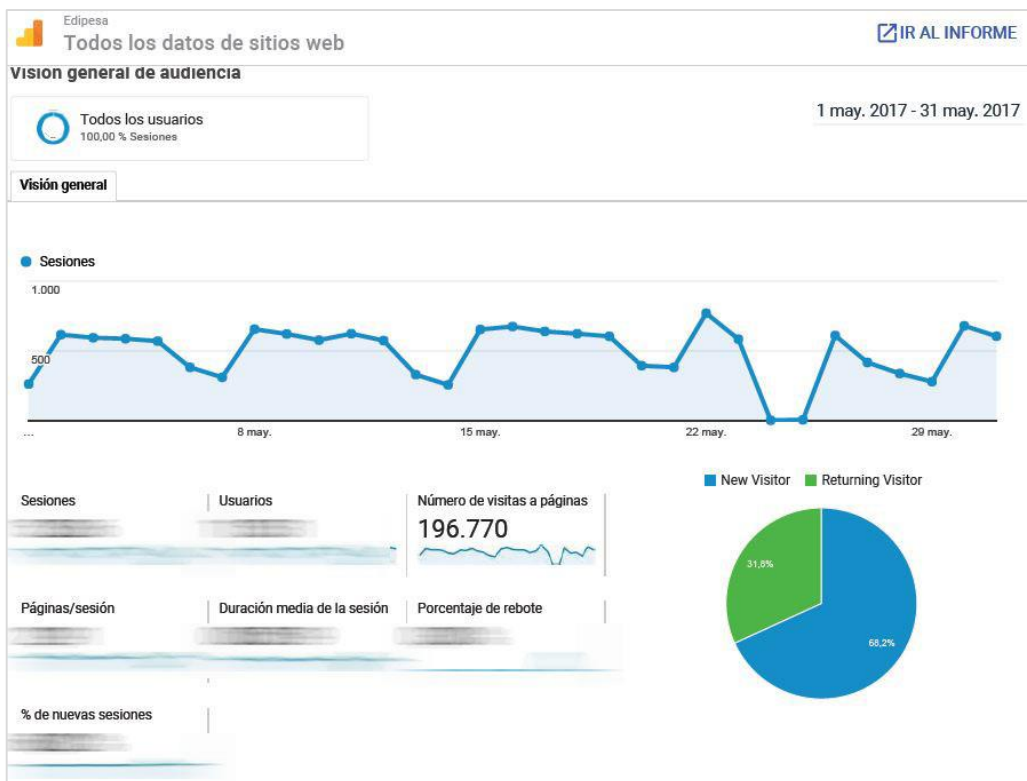 Edipesa
Todos los datos de sitios web
IR AL INFORME
Visión general de audiencia
Todos los usuarios
100,00 % Sesiones
1 may. 2017 - 31 may. 2017
Visión general
Sesiones
1.000
500
...
8 may.
15 may.
22 may.
29 may.
New Visitor
Returning Visitor
Sesiones
Usuarios
Número de visitas a páginas
196.770
31,8%
68,2%
Páginas/sesión
Duración media de la sesión
Porcentaje de rebote
% de nuevas sesiones